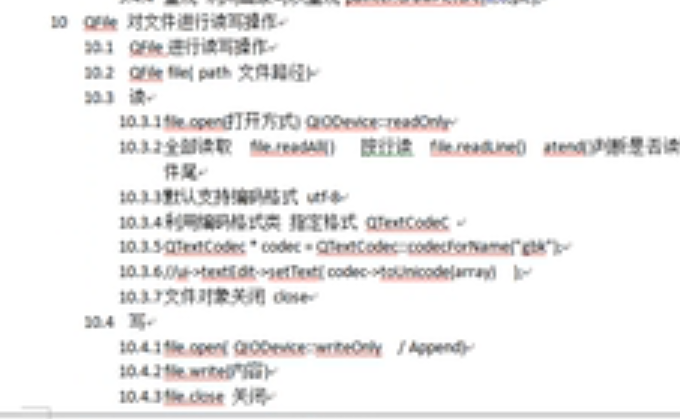 10 QFile 对文件进行读写操作
10.1 QFile 进行读写操作
10.2 QFile file( path 文件路径)
10.3 读
10.3.1 file.open(打开方式) QIODevice::readOnly
10.3.2 全部读取 file.readAll() 按行读 file.readLine() atend()判断是否读
件尾
10.3.3 默认支持编码格式 utf-8
10.3.4 利用编码格式类 指定格式 QTextCodeC
10.3.5 QTextCodec * codec = QTextCodec::codecForName("gbk");
10.3.6 //ui->textEdit->setText( codec->toUnicode(array) );
10.3.7 文件对象关闭 close
10.4 写
10.4.1 file.open( QIODevice::writeOnly / Append)
10.4.2 file.write(内容)
10.4.3 file.close 关闭